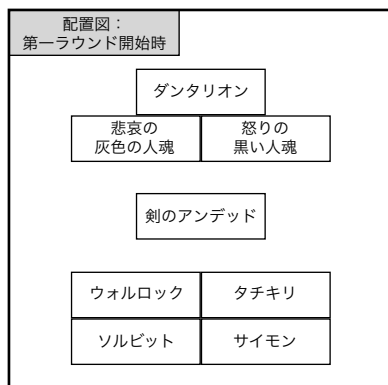 配置図：
第一ラウンド開始時
ダンタリオン
悲哀の
灰色の人魂
怒りの
黒い人魂
剣のアンデッド
ウォルロック
タチキリ
ソルビット
サイモン